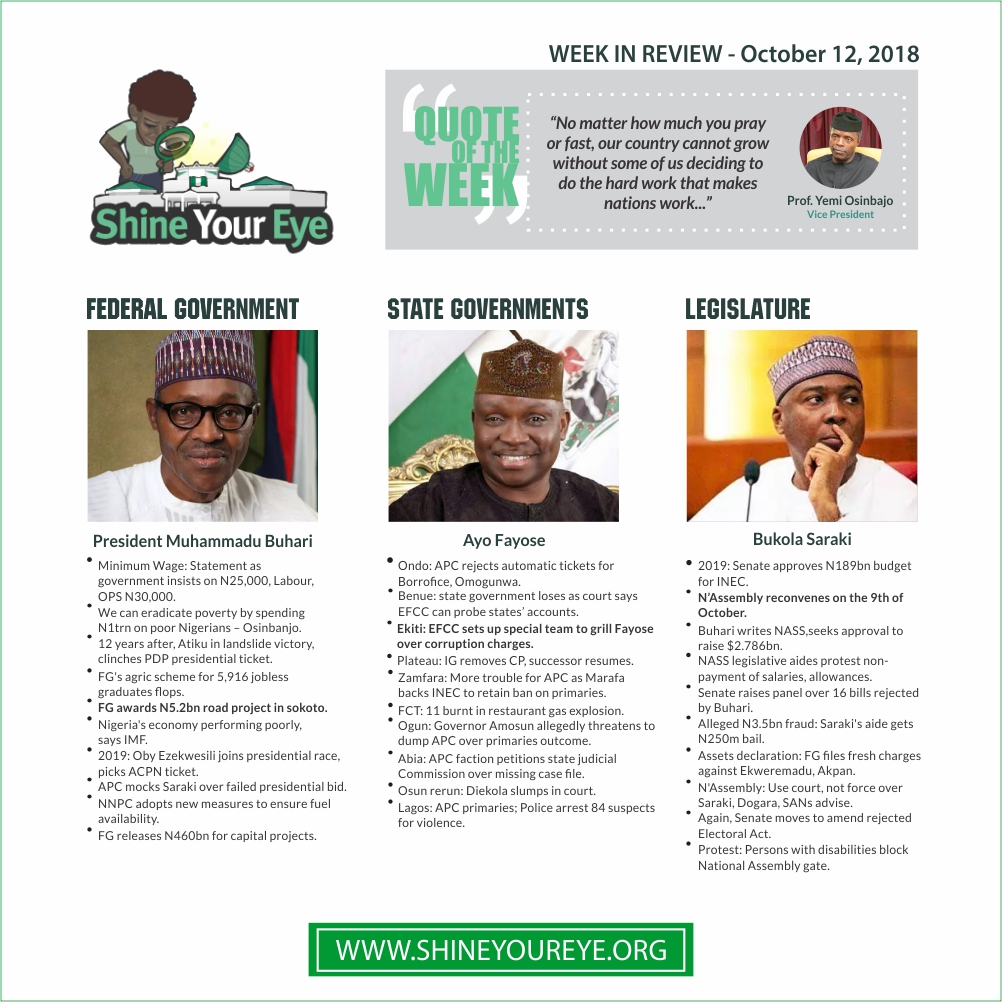 WEEK IN REVIEW - October 12, 2018
Shine Your Eye
QUOTE
OF THE
WEEK
“No matter how much you pray
or fast, our country cannot grow
without some of us deciding to
do the hard work that makes
nations work...”
Prof. Yemi Osinbajo
Vice President
FEDERAL GOVERNMENT
President Muhammadu Buhari
• Minimum Wage: Statement as
government insists on N25,000, Labour,
OPS N30,000.
• We can eradicate poverty by spending
N1trn on poor Nigerians – Osinbanjo.
• 12 years after, Atiku in landslide victory,
clinches PDP presidential ticket.
• FG's agric scheme for 5,916 jobless
graduates flops.
• FG awards N5.2bn road project in sokoto.
• Nigeria's economy performing poorly,
says IMF.
• 2019: Oby Ezekwesili joins presidential race,
picks ACPN ticket.
• APC mocks Saraki over failed presidential bid.
• NNPC adopts new measures to ensure fuel
availability.
• FG releases N460bn for capital projects.
STATE GOVERNMENTS
Ayo Fayose
• Ondo: APC rejects automatic tickets for
Borrofice, Omogunwa.
• Benue: state government loses as court says
EFCC can probe states’ accounts.
• Ekiti: EFCC sets up special team to grill Fayose
over corruption charges.
• Plateau: IG removes CP, successor resumes.
• Zamfara: More trouble for APC as Marafa
backs INEC to retain ban on primaries.
• FCT: 11 burnt in restaurant gas explosion.
• Ogun: Governor Amosun allegedly threatens to
dump APC over primaries outcome.
• Abia: APC faction petitions state judicial
Commission over missing case file.
• Osun rerun: Diekola slumps in court.
• Lagos: APC primaries; Police arrest 84 suspects
for violence.
LEGISLATURE
Bukola Saraki
• 2019: Senate approves N189bn budget
for INEC.
• N’Assembly reconvenes on the 9th of
October.
• Buhari writes NASS,seeks approval to
raise $2.786bn.
• NASS legislative aides protest non-
payment of salaries, allowances.
• Senate raises panel over 16 bills rejected
by Buhari.
• Alleged N3.5bn fraud: Saraki's aide gets
N250m bail.
• Assets declaration: FG files fresh charges
against Ekweremadu, Akpan.
• N'Assembly: Use court, not force over
Saraki, Dogara, SANs advise.
• Again, Senate moves to amend rejected
Electoral Act.
• Protest: Persons with disabilities block
National Assembly gate.
WWW.SHINEYOUREYE.ORG